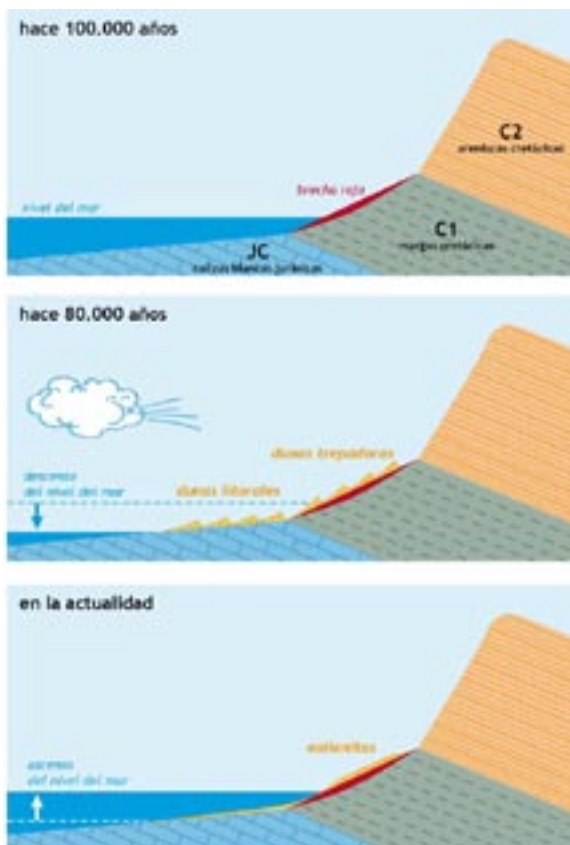 hace 100.000 años
C2
areniscas cretácicas
brecha roja
nivel del mar
C1
margas cretácicas
JC
calizas blancas jurásicas
hace 80.000 años
dunas trepadoras
descenso
del nivel del mar
dunas litorales
en la actualidad
eolianitas
ascenso
del nivel del mar